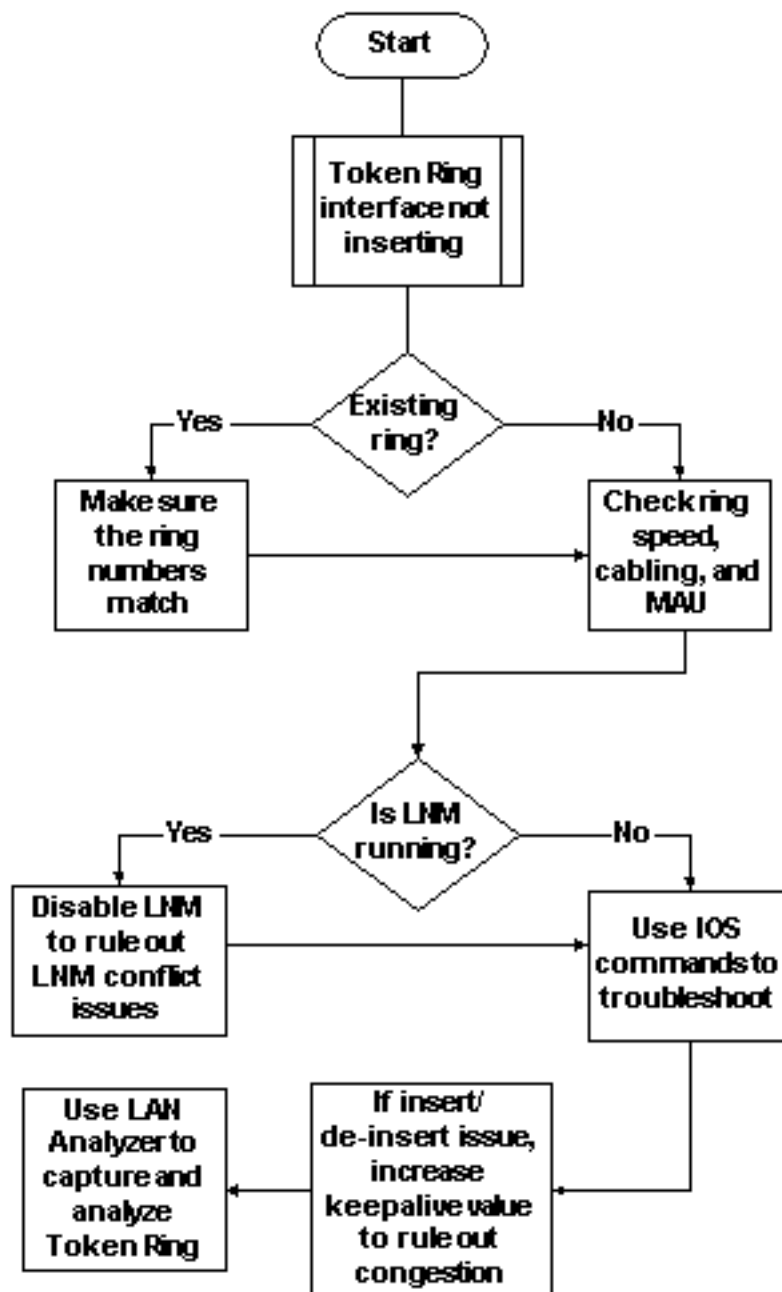 Start
Token Ring
interface not
inserting
Existing
ring?
Yes
No
Make sure
the ring
numbers
match
Check ring
speed,
cabling, and
MAU
Is LNM
running?
Yes
No
Disable LNM
to rule out
LNM conflict
issues
Use IOS
commands to
troubleshoot
If insert/
de-insert issue,
increase
keepalive value
to rule out
congestion
Use LAN
Analyzer to
capture and
analyze
Token Ring